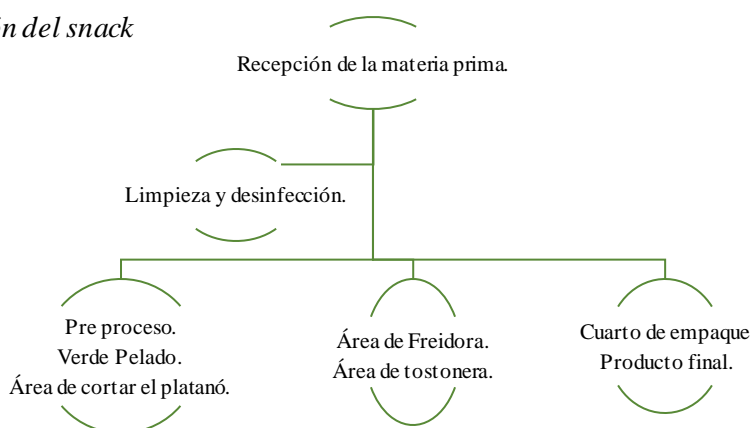 ón del snack
Recepción de la materia prima.
Limpieza y desinfección.
Pre proceso.
Verde Pelado.
Área de cortar el platanó.
Área de Freidora.
Área de tostonera.
Cuarto de empaque
Producto final.